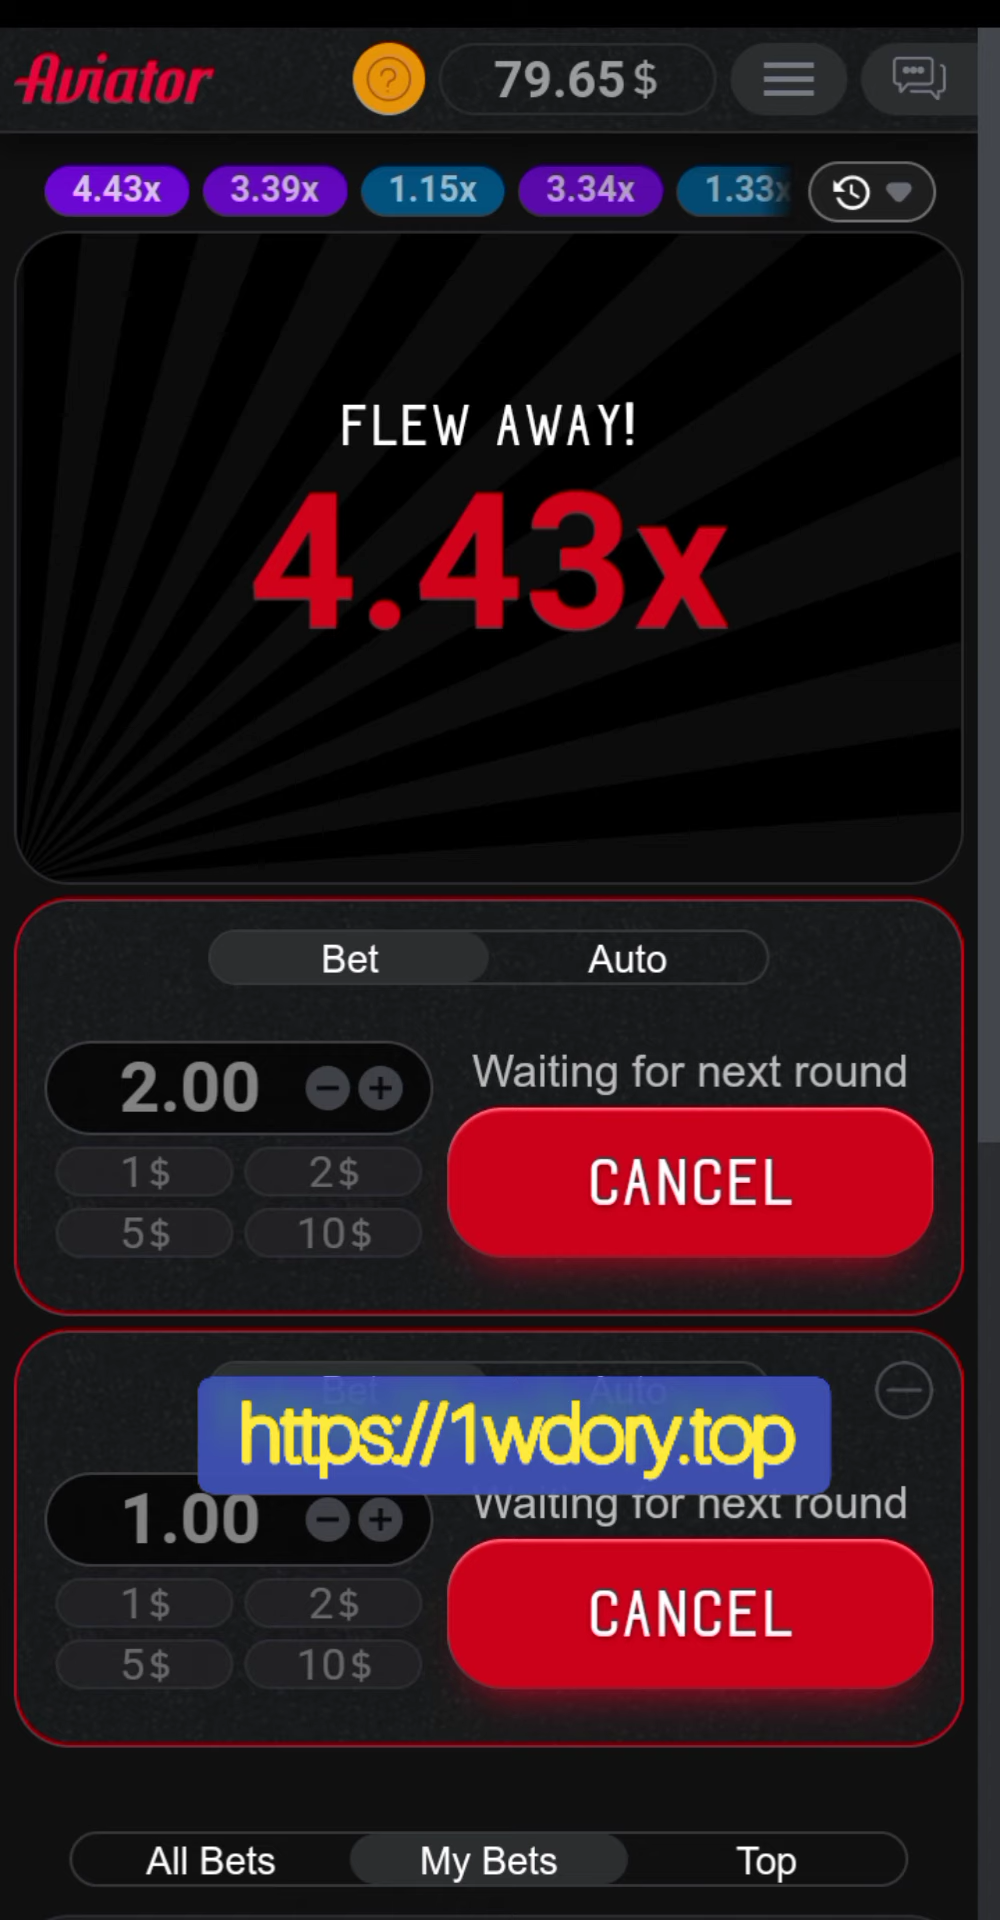 Aviator
79.65 $
4.43x 3.39x 1.15x 3.34x 1.33x
FLEW AWAY!
4.43x
Bet Auto
2.00
Waiting for next round
1$ 2$
CANCEL
5$ 10$
Bet Auto
https://1wdory.top
1.00
Waiting for next round
1$ 2$
CANCEL
5$ 10$
All Bets My Bets Top